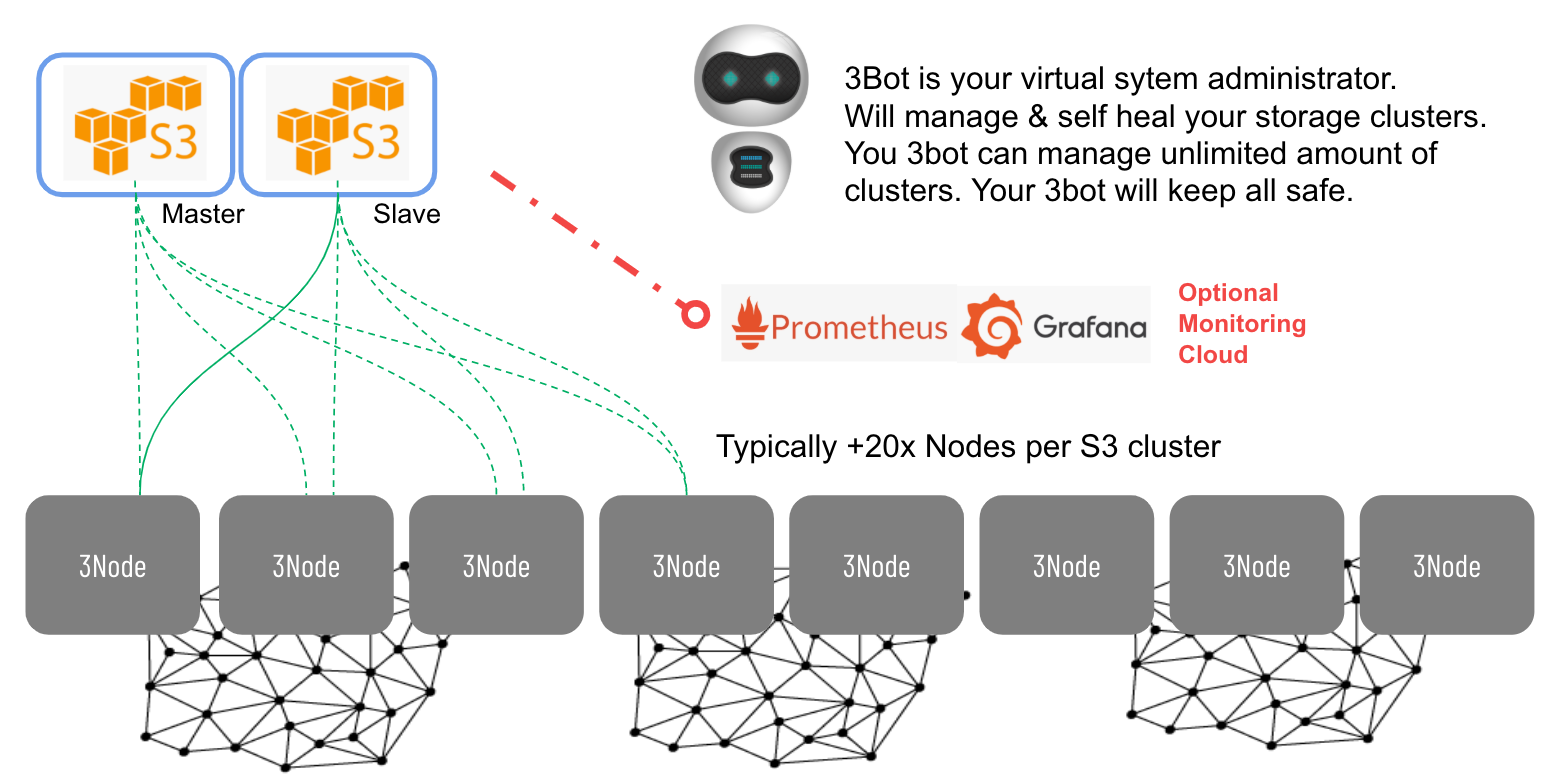 S3
S3
Master
Slave
3Bot is your virtual sytem administrator.
Will manage & self heal your storage clusters.
You 3bot can manage unlimited amount of
clusters. Your 3bot will keep all safe.
Prometheus
Grafana
Optional
Monitoring
Cloud
Typically +20x Nodes per S3 cluster
3Node
3Node
3Node
3Node
3Node
3Node
3Node
3Node